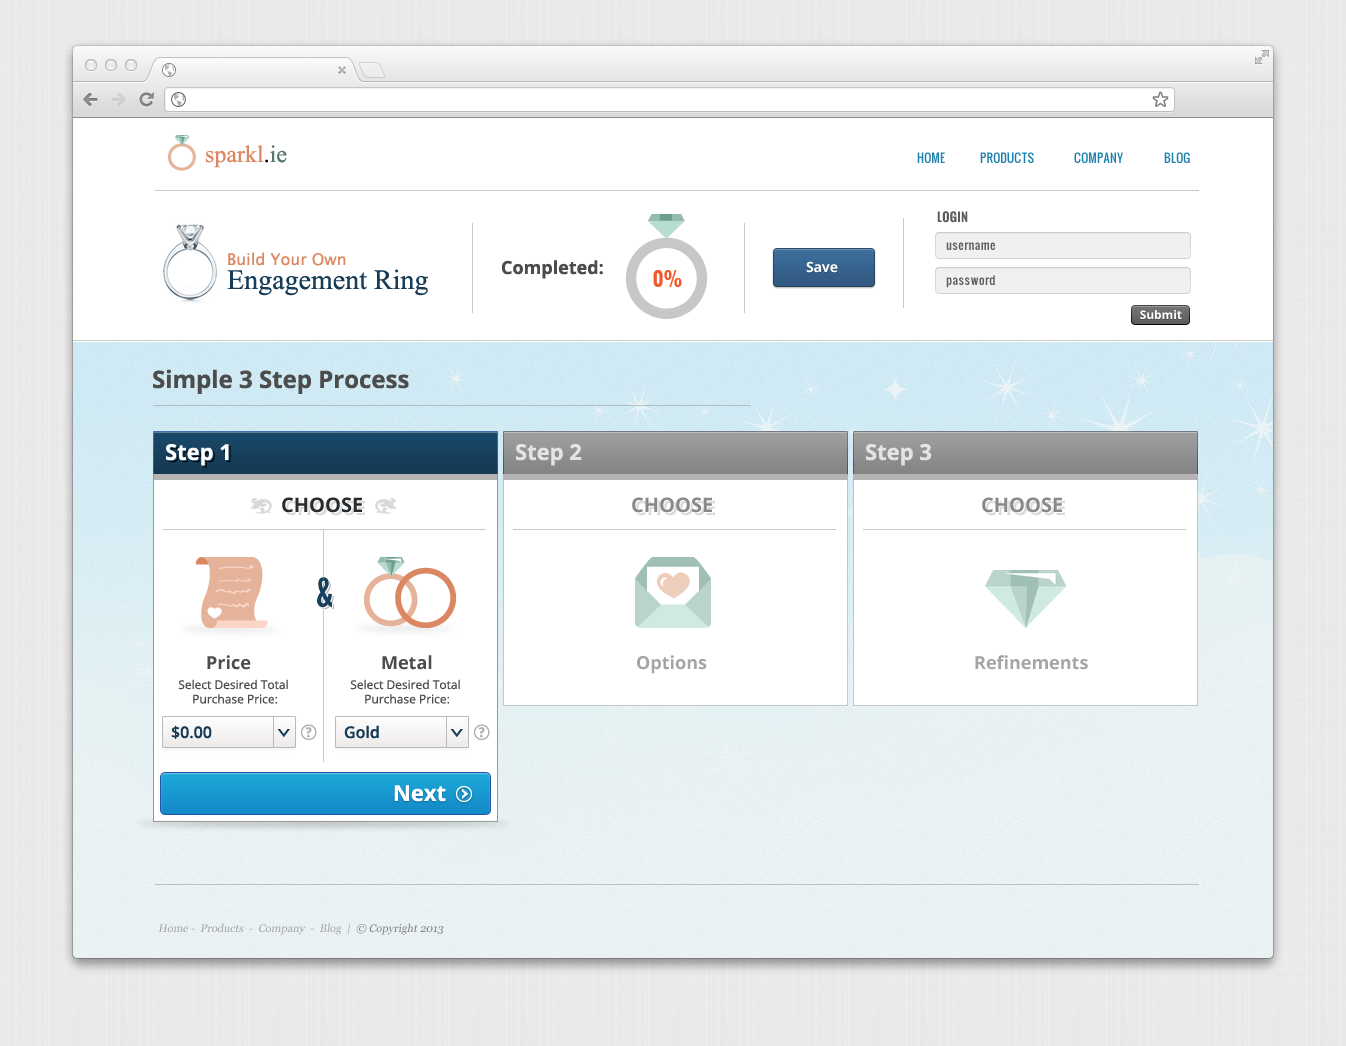 sparkl.ie
HOME PRODUCTS COMPANY BLOG
Build Your Own
Engagement Ring
Completed:
0%
Save
LOGIN
username
password
Submit
Simple 3 Step Process
Step 1
CHOOSE
&
Price
Select Desired Total
Purchase Price:
$0.00
?
Metal
Select Desired Total
Purchase Price:
Gold
?
Next
Step 2
CHOOSE
Options
Step 3
CHOOSE
Refinements
Home - Products - Company - Blog | © Copyright 2013